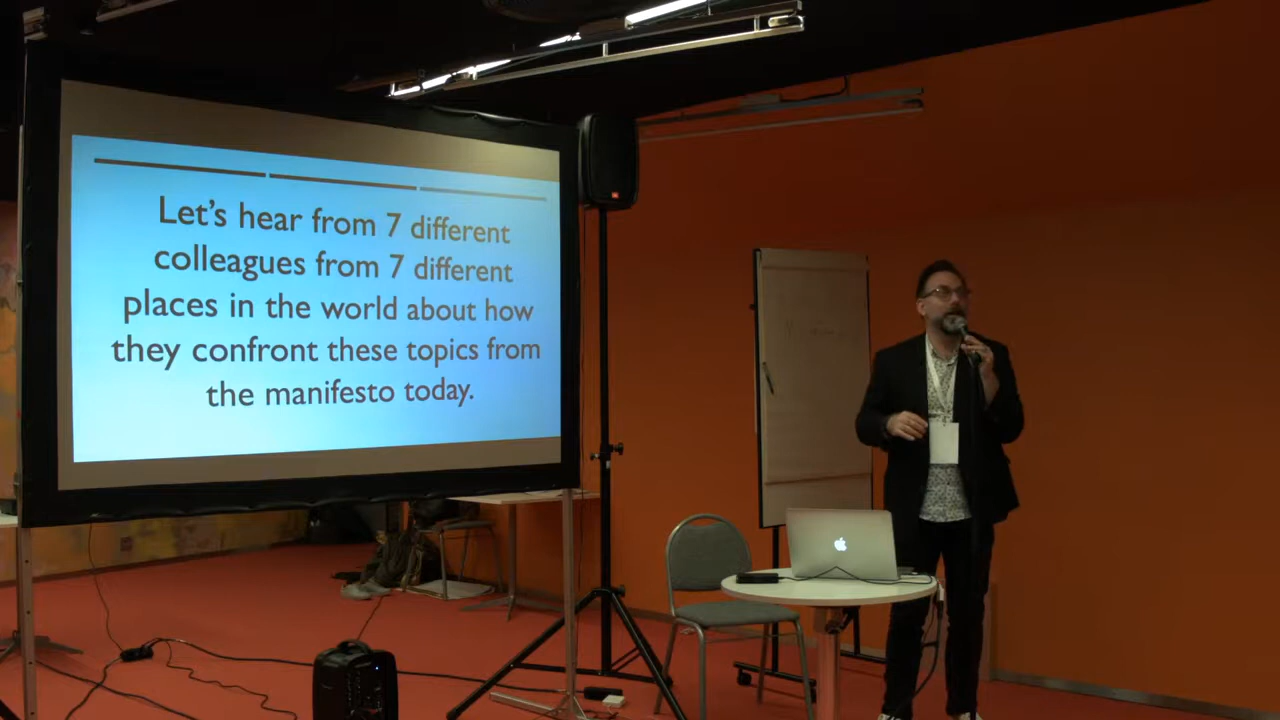 Let's hear from 7 different
colleagues from 7 different
places in the world about how
they confront these topics from
the manifesto today.